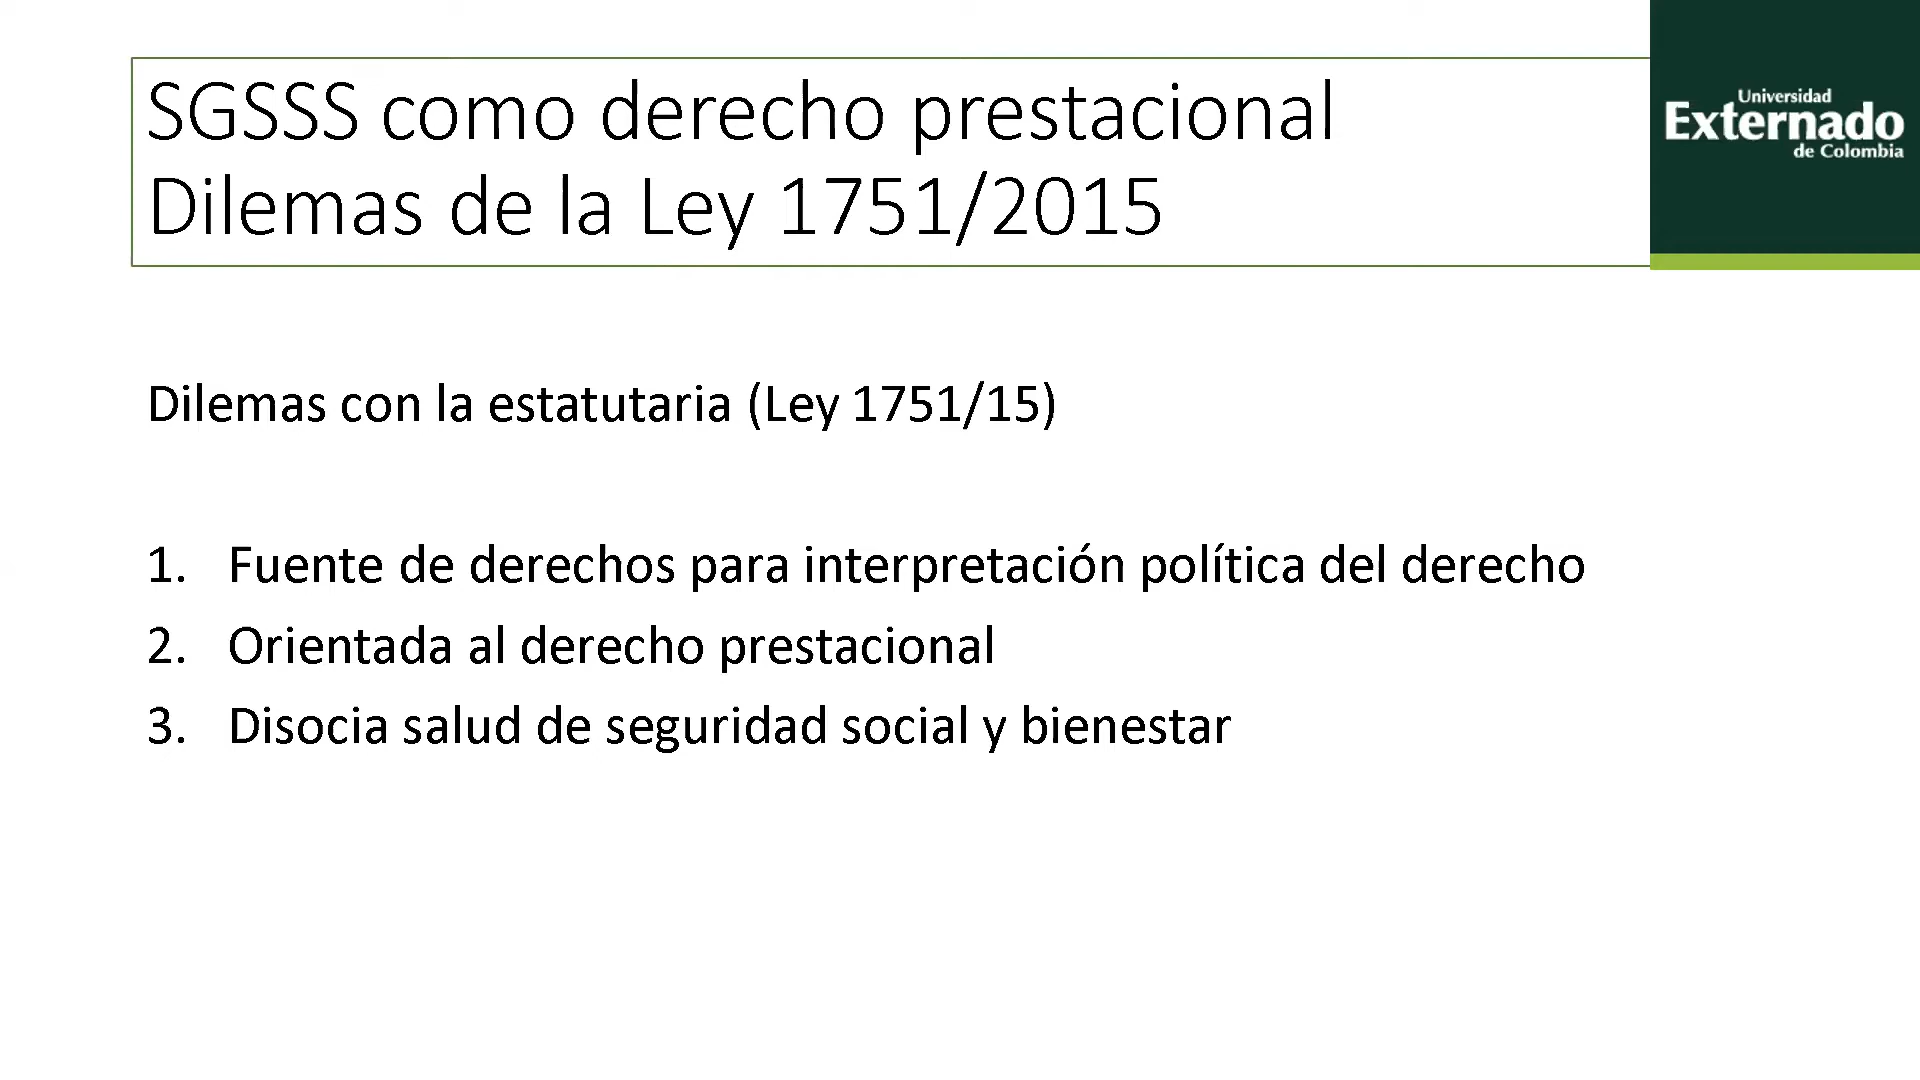 SGSSS como derecho prestacional
Dilemas de la Ley 1751/2015
Universidad
Externado
de Colombia
Dilemas con la estatutaria (Ley 1751/15)
1. Fuente de derechos para interpretación política del derecho
2. Orientada al derecho prestacional
3. Disocia salud de seguridad social y bienestar